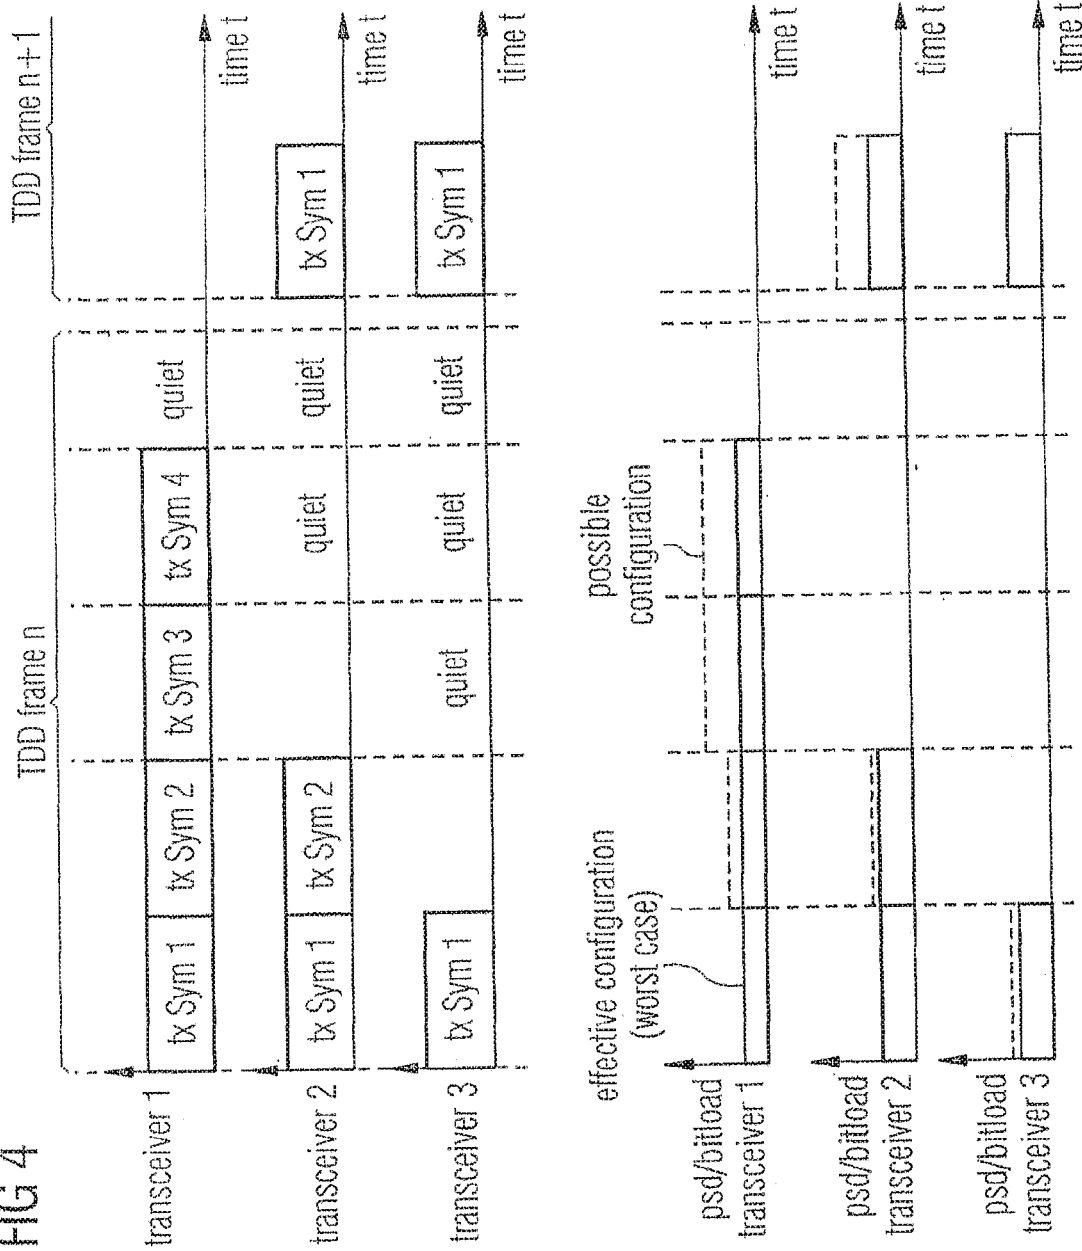 FIG 4
TDD frame n
TDD frame n+1
transceiver 1
tx Sym 1
tx Sym 2
tx Sym 3
tx Sym 4
quiet
time t
transceiver 2
tx Sym 1
tx Sym 2
quiet
quiet
tx Sym 1
time t
transceiver 3
tx Sym 1
quiet
quiet
quiet
tx Sym 1
time t
effective configuration
(worst case)
possible
configuration
psd/bitload
transceiver 1
time t
psd/bitload
transceiver 2
time t
psd/bitload
transceiver 3
time t